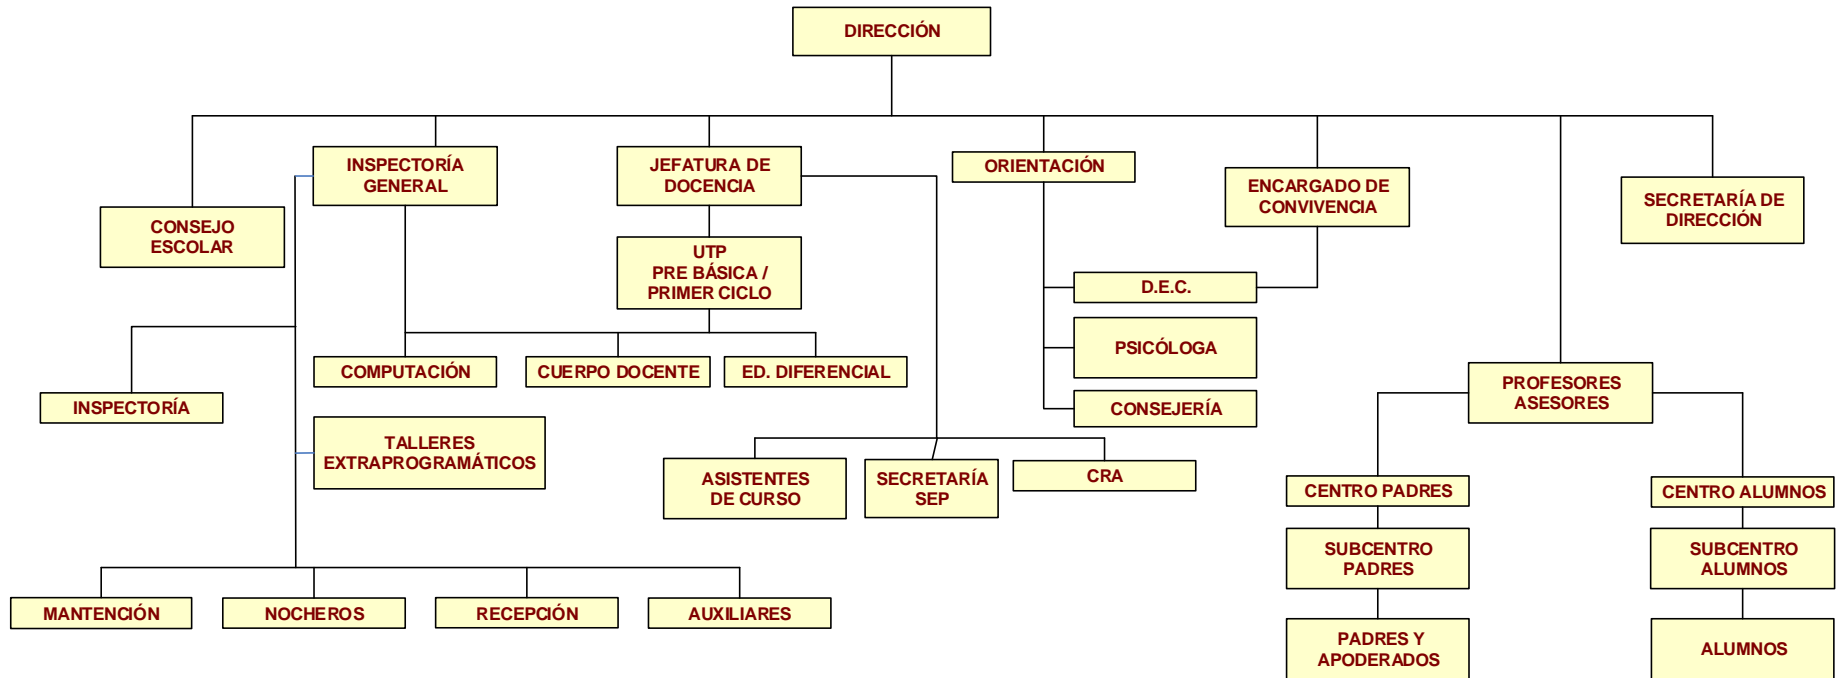 DIRECCIÓN
INSPECTORÍA
GENERAL
JEFATURA DE
DOCENCIA
ORIENTACIÓN
ENCARGADO DE
CONVIVENCIA
SECRETARÍA DE
DIRECCIÓN
CONSEJO
ESCOLAR
UTP
PRE BÁSICA /
PRIMER CICLO
D.E.C.
PSICÓLOGA
COMPUTACIÓN
CUERPO DOCENTE
ED. DIFERENCIAL
PROFESORES
ASESORES
INSPECTORÍA
CONSEJERÍA
TALLERES
EXTRAPROGRAMÁTICOS
ASISTENTES
DE CURSO
SECRETARÍA
SEP
CRA
CENTRO PADRES
CENTRO ALUMNOS
SUBCENTRO
PADRES
SUBCENTRO
ALUMNOS
MANTENCIÓN
NOCHEROS
RECEPCIÓN
AUXILIARES
PADRES Y
APODERADOS
ALUMNOS